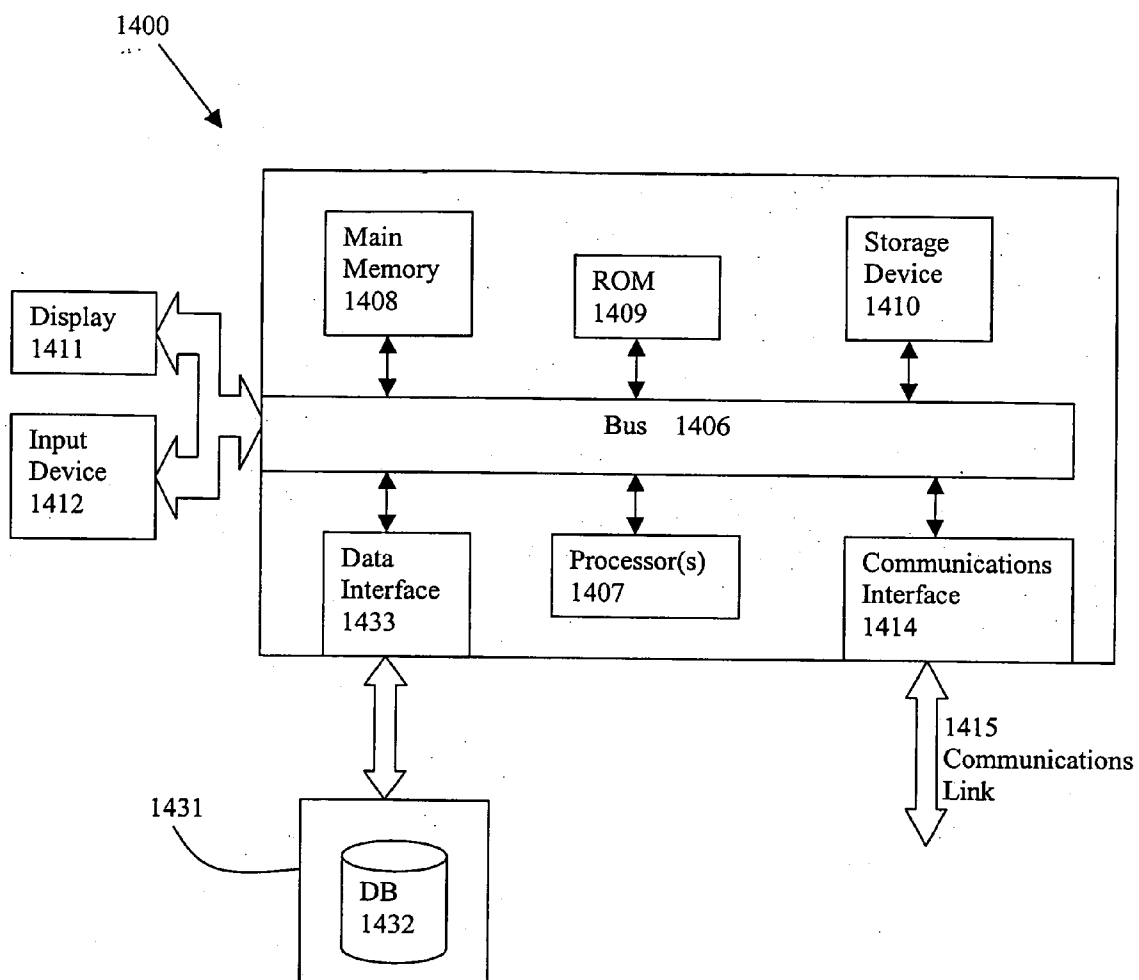 1400
Main
Memory
1408
ROM
1409
Storage
Device
1410
Display
1411
Input
Device
1412
Bus 1406
Data
Interface
1433
Processor(s)
1407
Communications
Interface
1414
1415
Communications
Link
1431
DB
1432